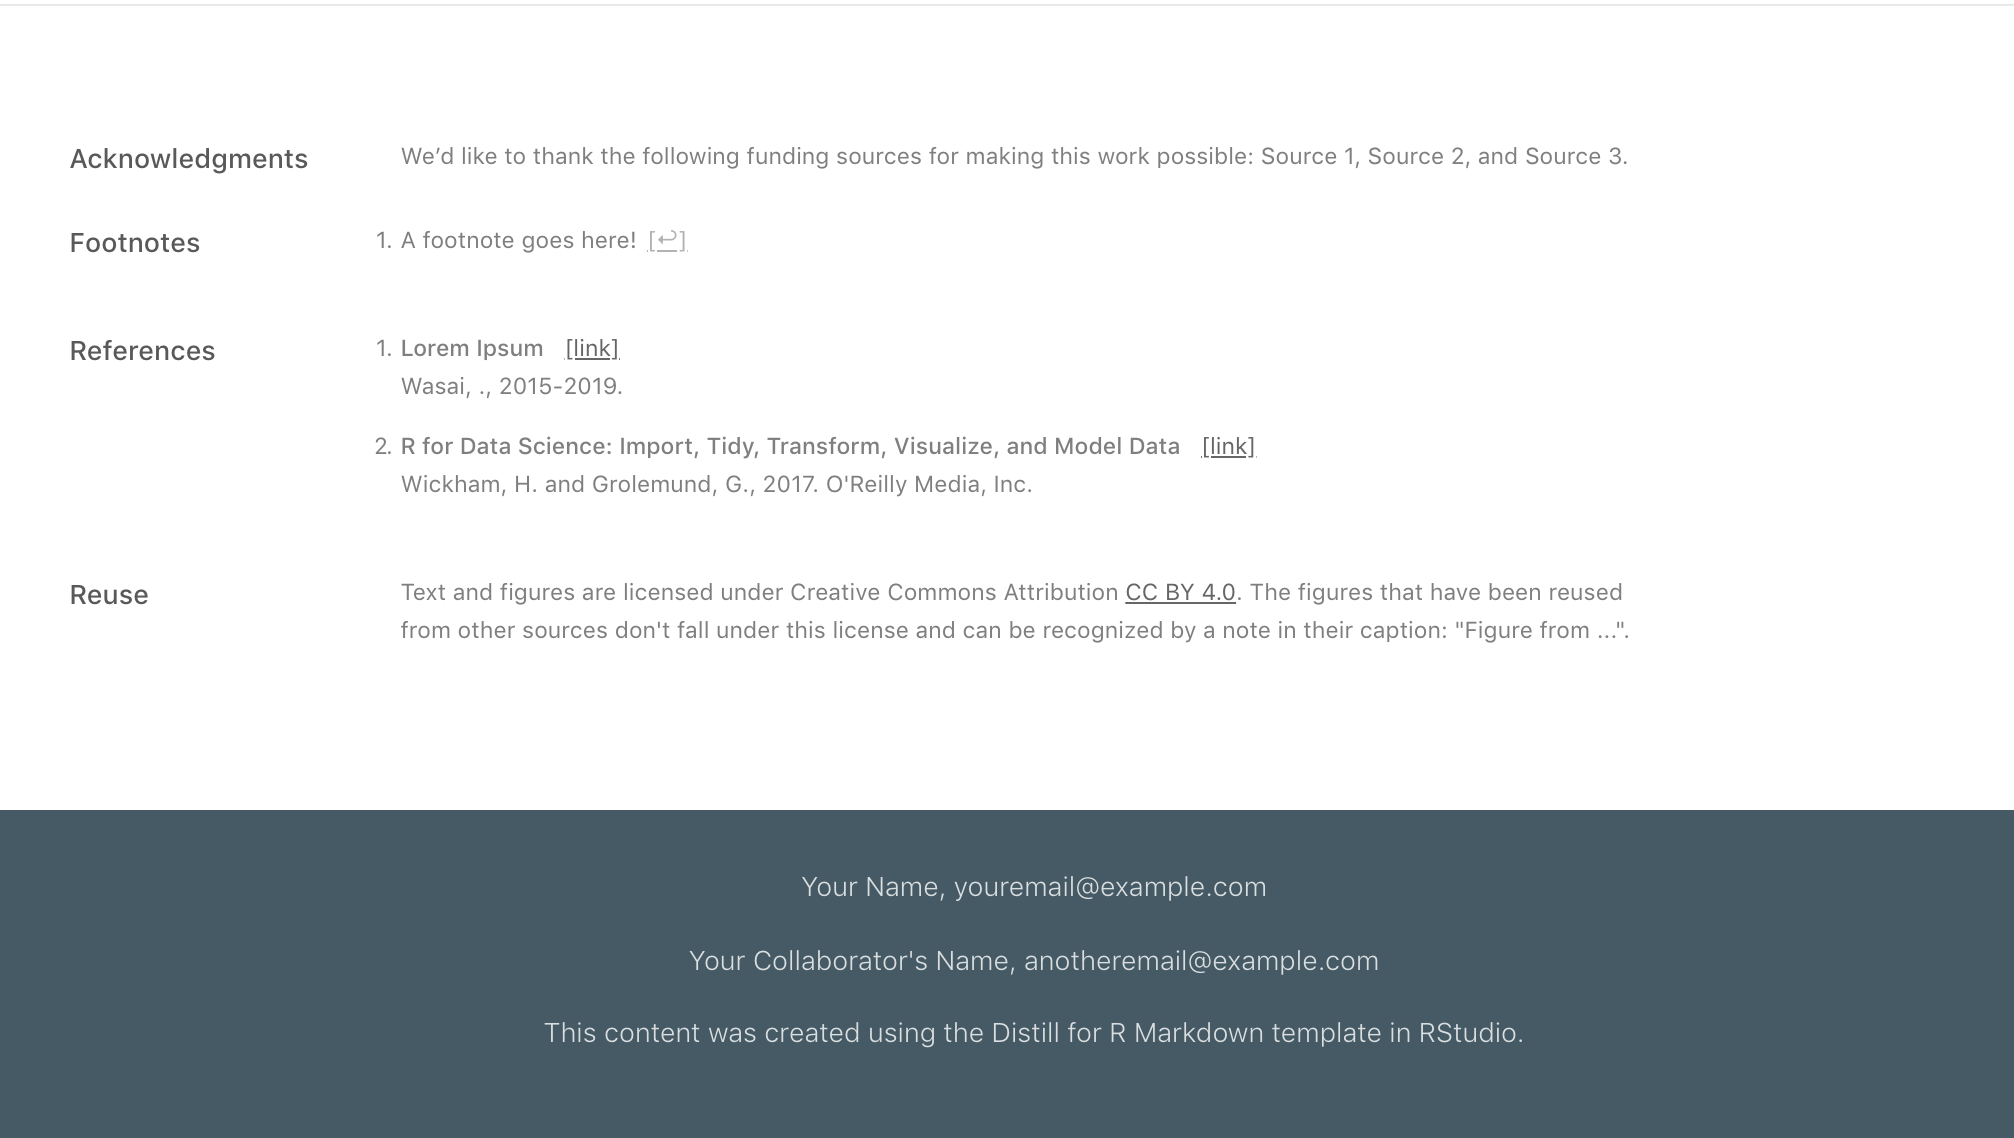 Acknowledgments
We’d like to thank the following funding sources for making this work possible: Source 1, Source 2, and Source 3.
Footnotes
1. A footnote goes here! [↩]
References
1. Lorem Ipsum [link]
Wasai, ., 2015-2019.
2. R for Data Science: Import, Tidy, Transform, Visualize, and Model Data [link]
Wickham, H. and Grolemund, G., 2017. O'Reilly Media, Inc.
Reuse
Text and figures are licensed under Creative Commons Attribution CC BY 4.0. The figures that have been reused
from other sources don't fall under this license and can be recognized by a note in their caption: "Figure from ...".
Your Name, youremail@example.com
Your Collaborator's Name, anotheremail@example.com
This content was created using the Distill for R Markdown template in RStudio.